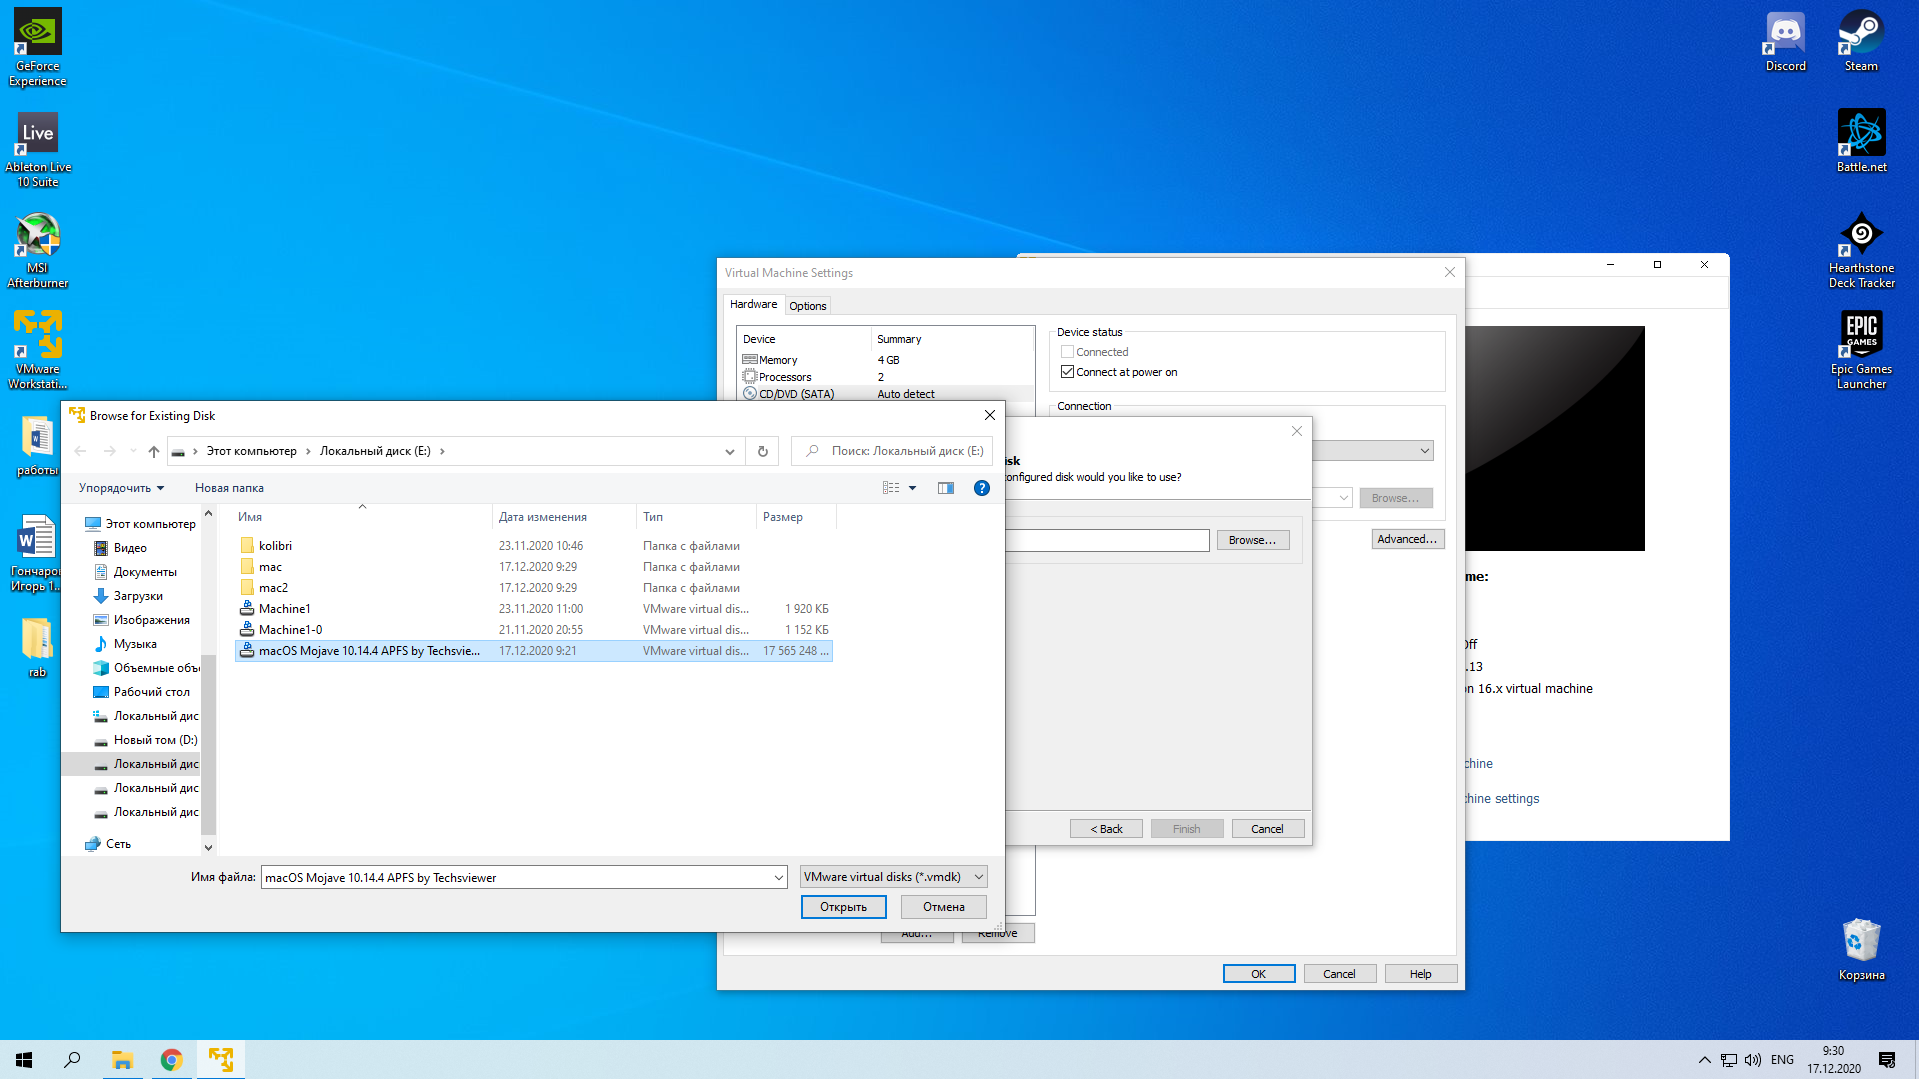 GeForce
Experience
Live
Ableton Live
10 Suite
MSI
Afterburner
VMware
Workstati...
работы
Гончаров
Игорь 1...
rab
Discord
Steam
Battle.net
Hearthstone
Deck Tracker
EPIC
GAMES
Epic Games
Launcher
Корзина
Virtual Machine Settings
Hardware
Options
Device
Summary
Memory
4 GB
Processors
2
CD/DVD (SATA)
Auto detect
Device status
Connected
Connect at power on
Connection
Browse...
Advanced...
Add...
Remove
OK
Cancel
Help
isk
onfigured disk would you like to use?
Browse...
< Back
Finish
Cancel
me:
Off
.13
on 16.x virtual machine
chine
chine settings
Browse for Existing Disk
Этот компьютер
Локальный диск (E:)
Поиск: Локальный диск (E:)
Упорядочить
Новая папка
Этот компьютер
Видео
Документы
Загрузки
Изображения
Музыка
Объемные объ
Рабочий стол
Локальный дис
Новый том (D:)
Локальный дис
Локальный дис
Локальный дис
Сеть
Имя
Дата изменения
Тип
Размер
kolibri
23.11.2020 10:46
Папка с файлами
mac
17.12.2020 9:29
Папка с файлами
mac2
17.12.2020 9:29
Папка с файлами
Machine1
23.11.2020 11:00
VMware virtual dis...
1 920 КБ
Machine1-0
21.11.2020 20:55
VMware virtual dis...
1 152 КБ
macOS Mojave 10.14.4 APFS by Techsvie...
17.12.2020 9:21
VMware virtual dis...
17 565 248 ...
Имя файла:
macOS Mojave 10.14.4 APFS by Techsviewer
VMware virtual disks (*.vmdk)
Открыть
Отмена
ENG
9:30
17.12.2020